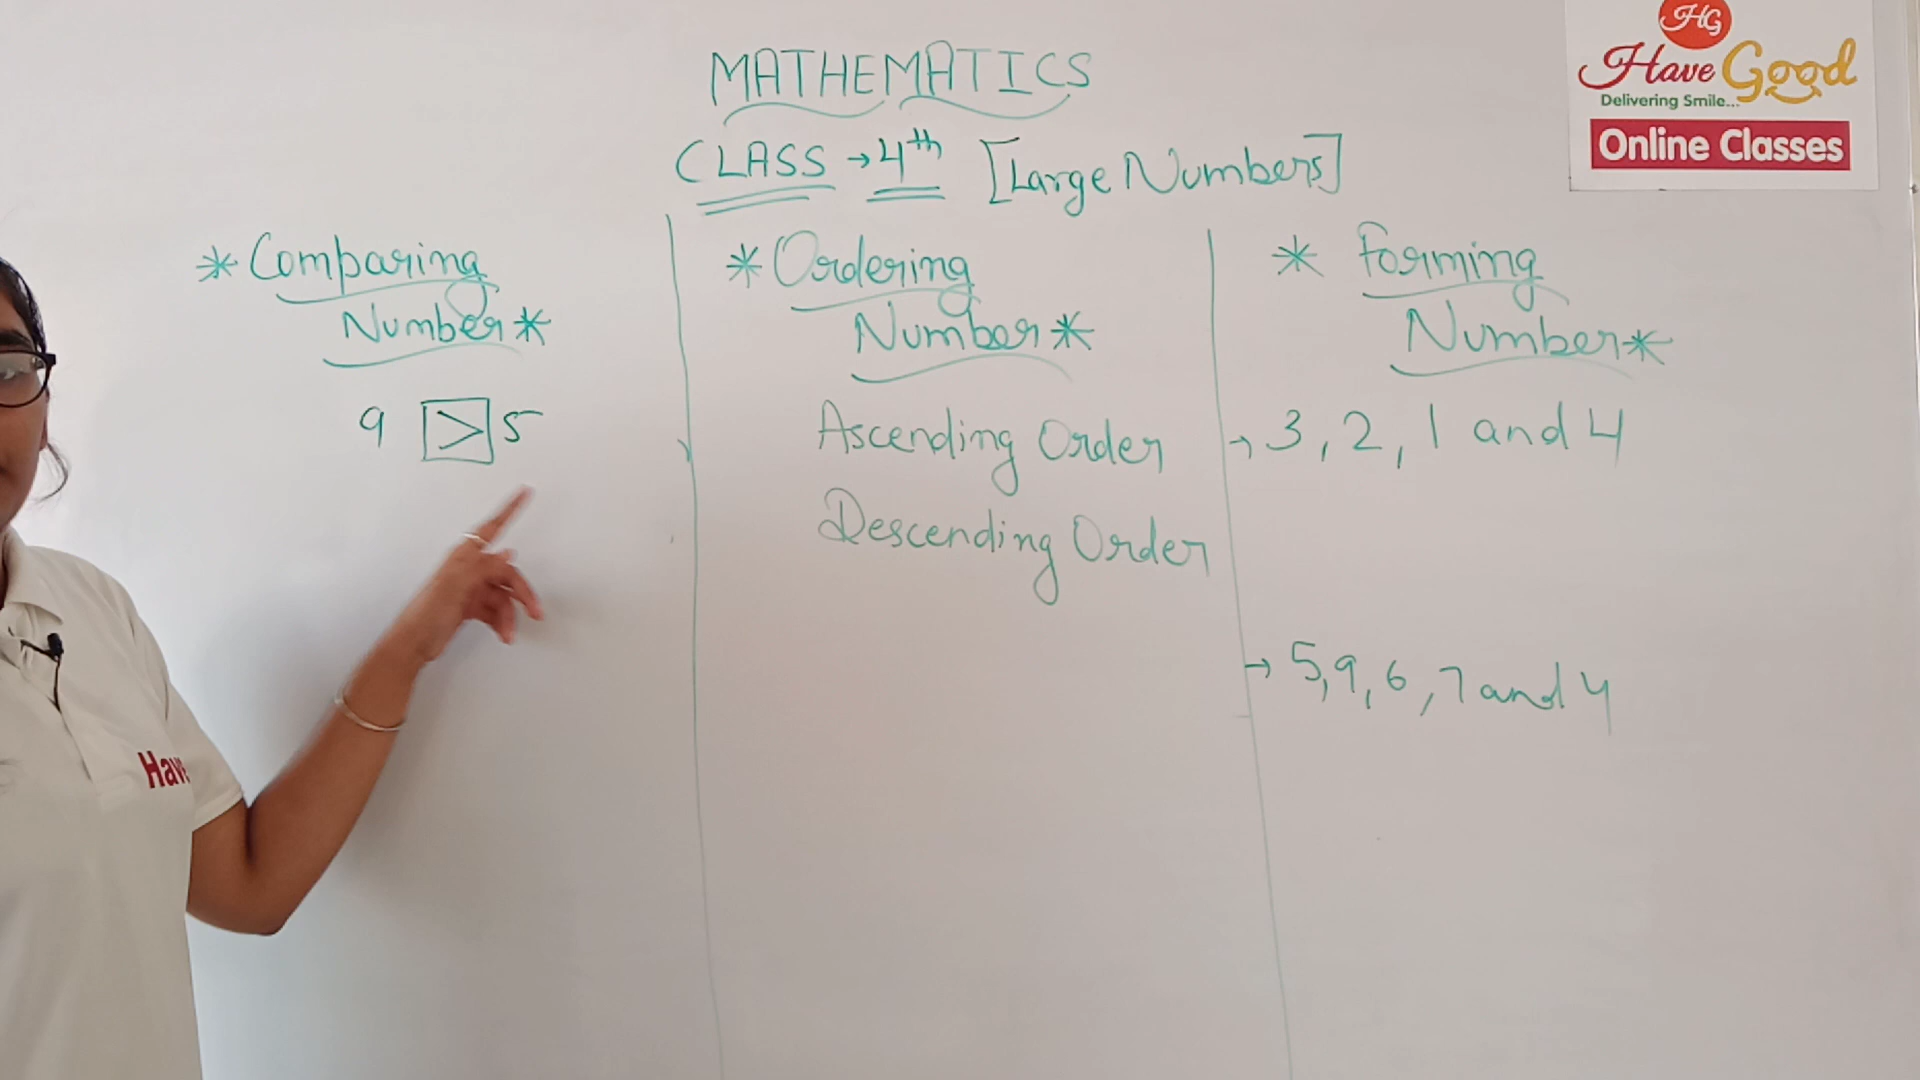 MATHEMATICS
CLASS → 4th [Large Numbers]
* Comparing
Number *
9 > 5
* Ordering
Number *
Ascending Order
Descending Order
* Forming
Number *
→ 3, 2, 1 and 4
→ 5, 9, 6, 7 and 4
HG
Have Good
Delivering Smile...
Online Classes
Hav